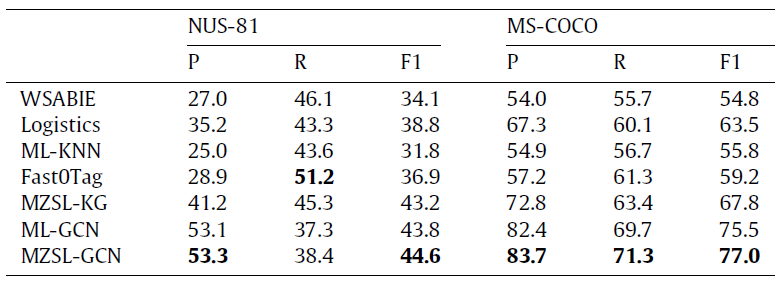 NUS-81 MS-COCO
P R F1 P R F1
WSABIE 27.0 46.1 34.1 54.0 55.7 54.8
Logistics 35.2 43.3 38.8 67.3 60.1 63.5
ML-KNN 25.0 43.6 31.8 54.9 56.7 55.8
Fast0Tag 28.9 51.2 36.9 57.2 61.3 59.2
MZSL-KG 41.2 45.3 43.2 72.8 63.4 67.8
ML-GCN 53.1 37.3 43.8 82.4 69.7 75.5
MZSL-GCN 53.3 38.4 44.6 83.7 71.3 77.0